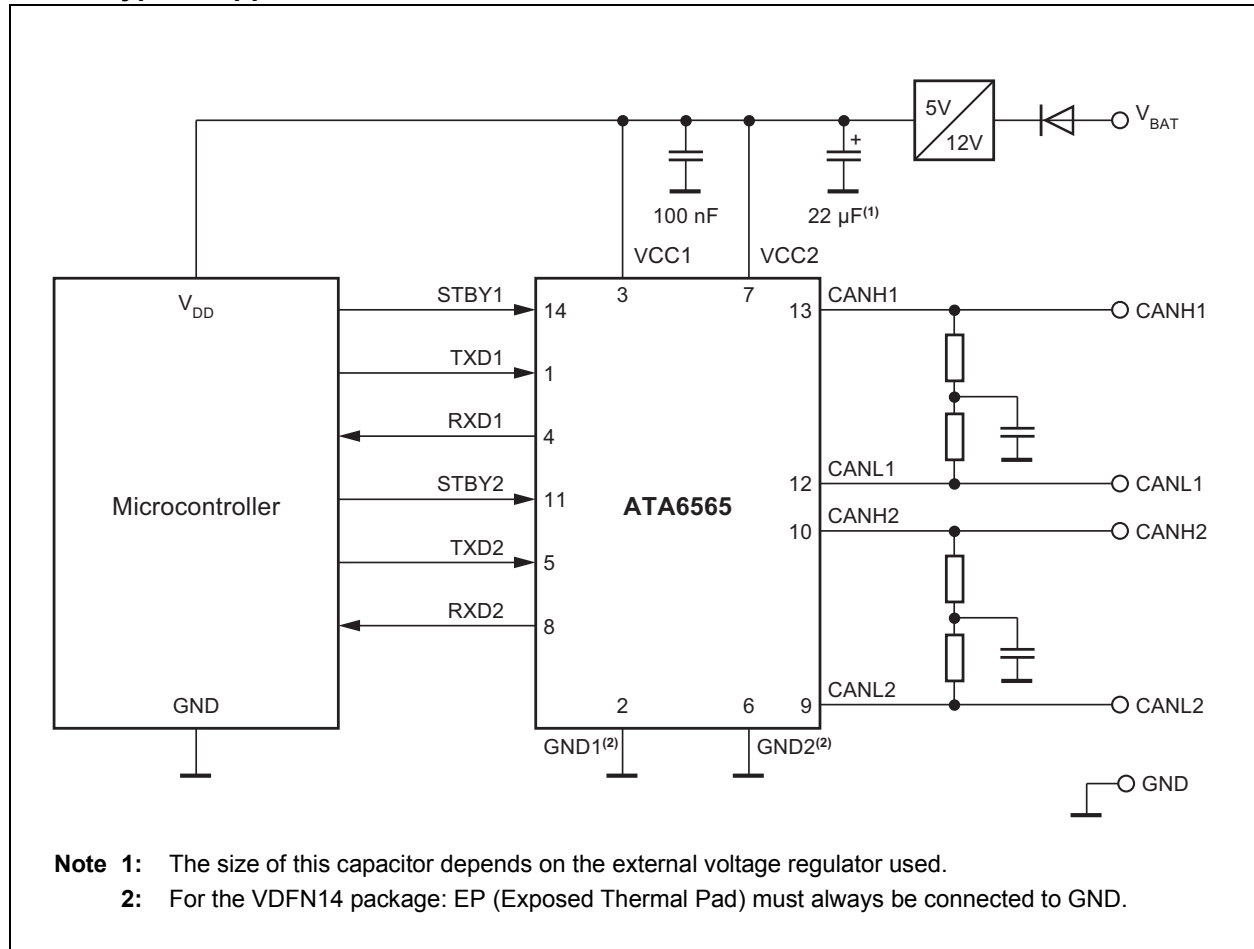 5V
12V
V_BAT
100 nF
22 µF(1)
VCC1
VCC2
V_DD
STBY1
14
3
7
13
CANH1
CANH1
TXD1
1
RXD1
4
STBY2
11
Microcontroller
ATA6565
12
CANL1
CANL1
10
CANH2
CANH2
TXD2
5
RXD2
8
GND
2
6
9
CANL2
CANL2
GND1(2)
GND2(2)
GND
Note 1: The size of this capacitor depends on the external voltage regulator used.
2: For the VDFN14 package: EP (Exposed Thermal Pad) must always be connected to GND.